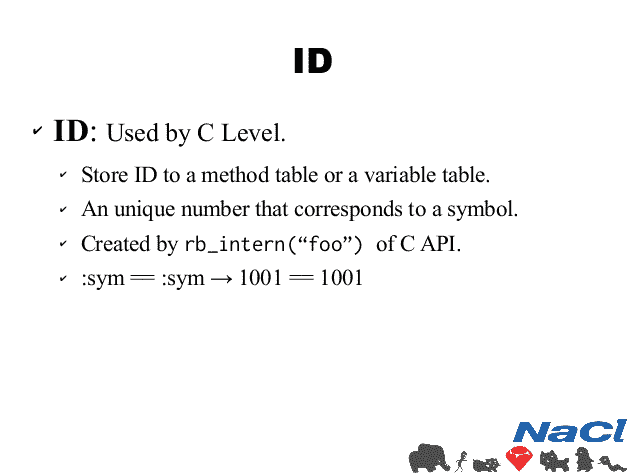 ID
✔ ID: Used by C Level.
✔ Store ID to a method table or a variable table.
✔ An unique number that corresponds to a symbol.
✔ Created by rb_intern(“foo”) of C API.
✔ :sym == :sym → 1001 == 1001
NaCl